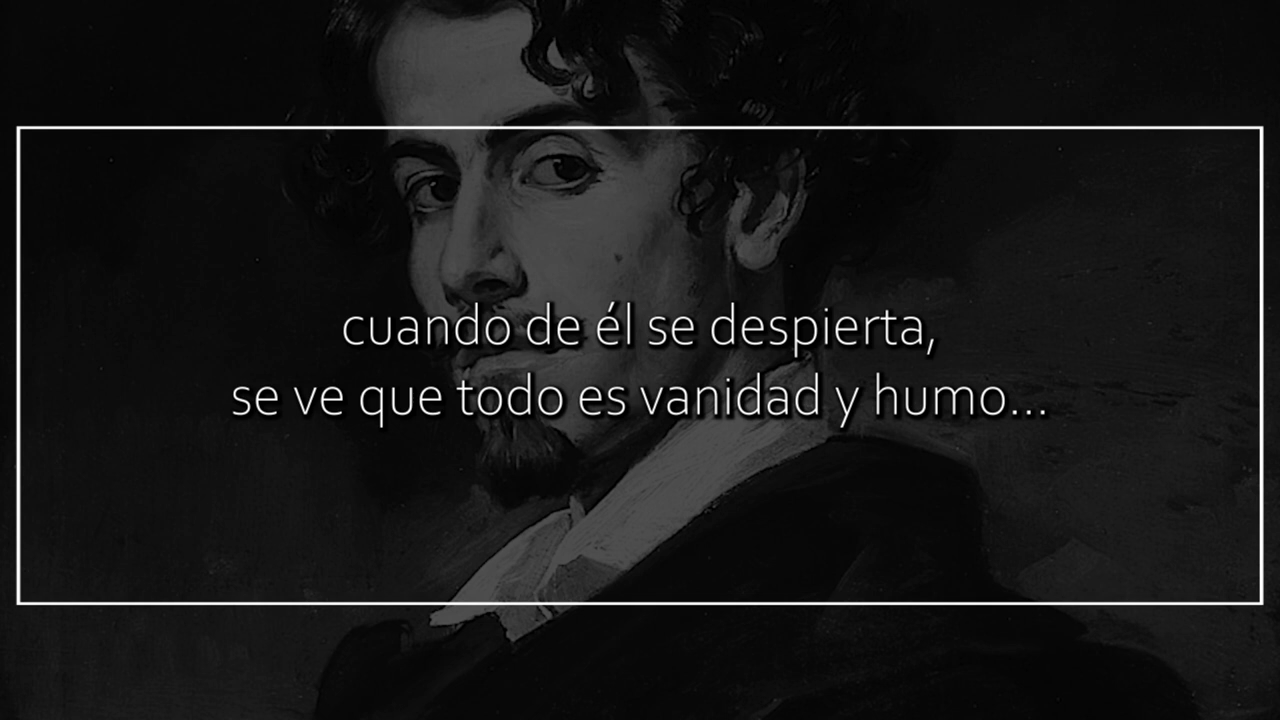 cuando de él se despierta,
se ve que todo es vanidad y humo...